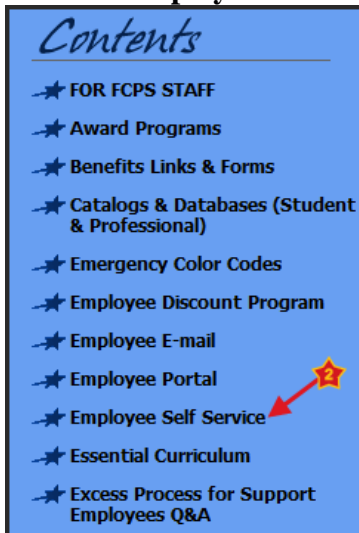 Contents
FOR FCPS STAFF
Award Programs
Benefits Links & Forms
Catalogs & Databases (Student
& Professional)
Emergency Color Codes
Employee Discount Program
Employee E-mail
Employee Portal
2
Employee Self Service
Essential Curriculum
Excess Process for Support
Employees Q&A